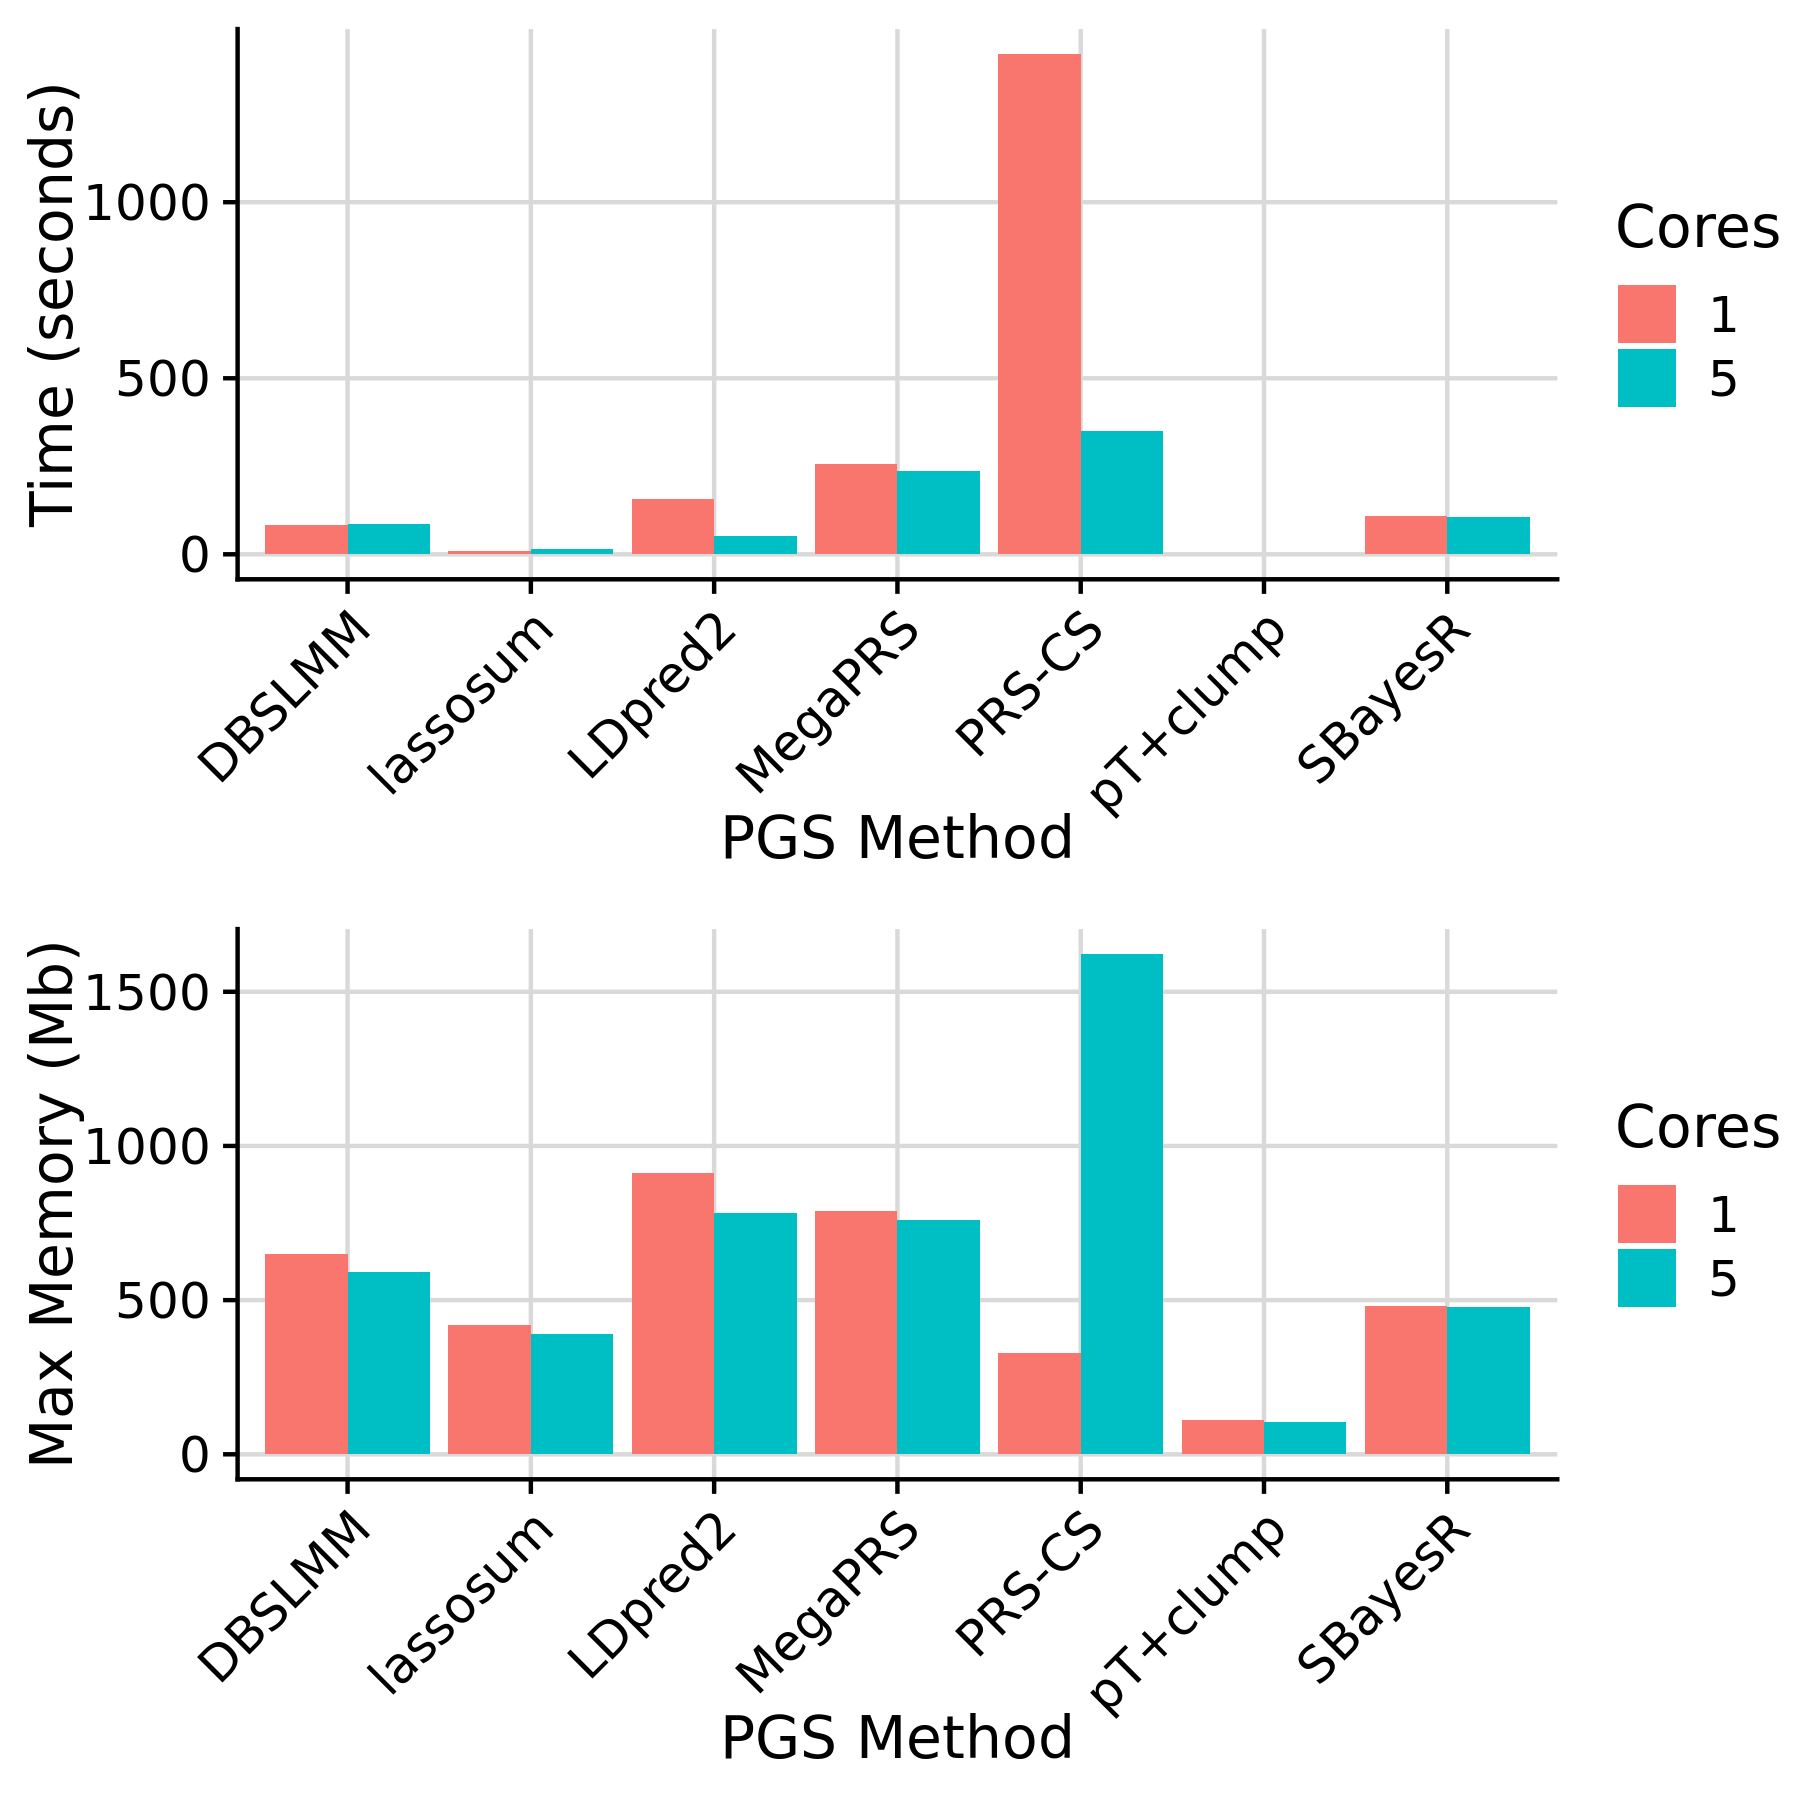 Time (seconds)
1000
500
0
DBSLMM
lassosum
LDpred2
MegaPRS
PRS-CS
pT+clump
SBayesR
PGS Method
Cores
1
5
Max Memory (Mb)
1500
1000
500
0
DBSLMM
lassosum
LDpred2
MegaPRS
PRS-CS
pT+clump
SBayesR
PGS Method
Cores
1
5